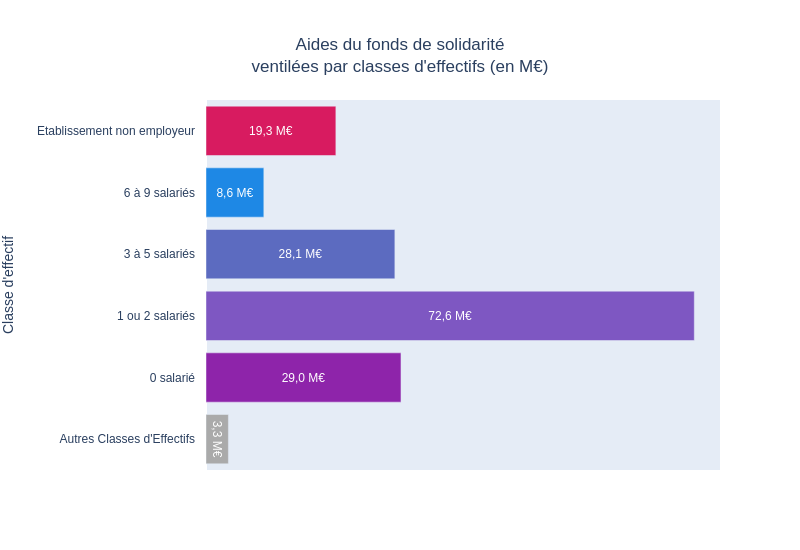 Aides du fonds de solidarité
ventilées par classes d'effectifs (en M€)
Classe d'effectif
Etablissement non employeur
19,3 M€
6 à 9 salariés
8,6 M€
3 à 5 salariés
28,1 M€
1 ou 2 salariés
72,6 M€
0 salarié
29,0 M€
Autres Classes d'Effectifs
3,3 M€